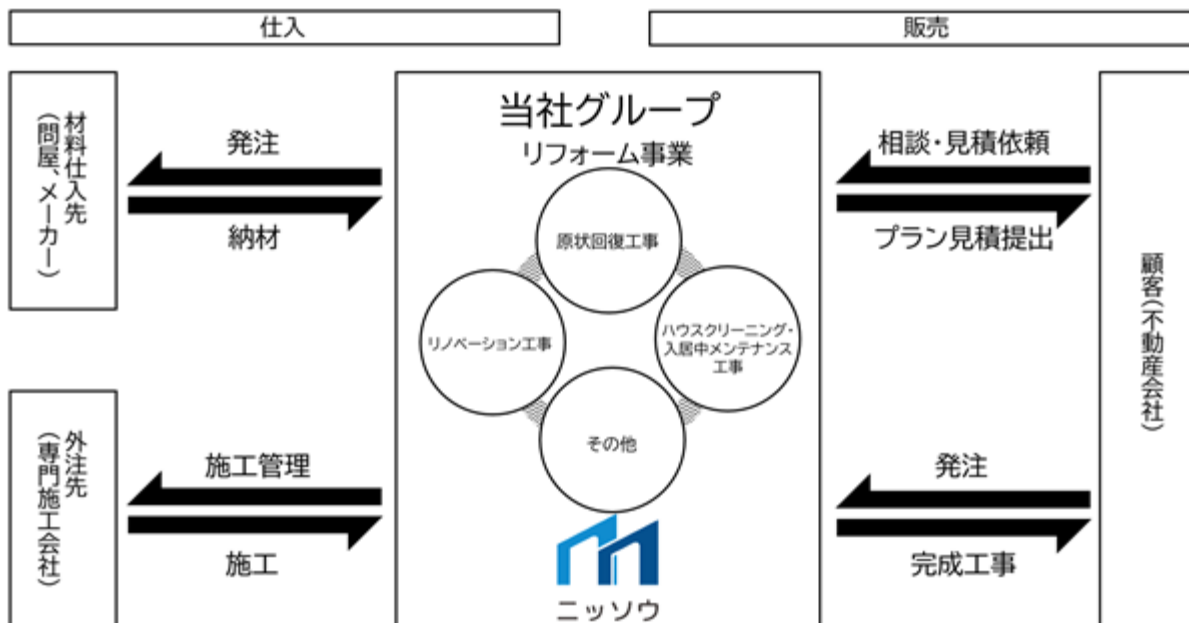 仕入
販売
材料仕入先
(問屋、メーカー)
発注
納材
外注先
(専門施工会社)
施工管理
施工
当社グループ
リフォーム事業
原状回復工事
リノベーション工事
ハウスクリーニング・
入居中メンテナンス
工事
その他
ニッソウ
相談・見積依頼
プラン見積提出
発注
完成工事
顧客(不動産会社)